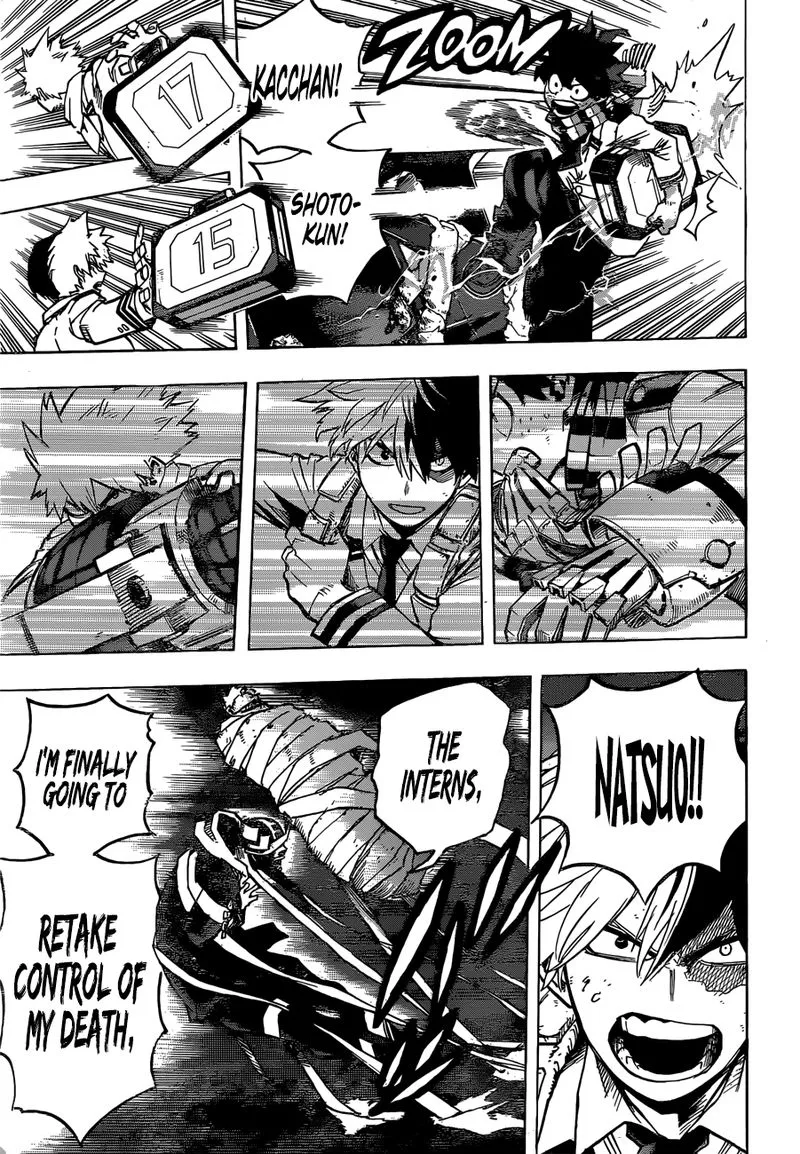 ZOOM
KACCHAN!
SHOTO-
KUN!
17
15
NATSUO!!
THE
INTERNS,
I'M FINALLY
GOING TO
RETAKE
CONTROL OF
MY DEATH,